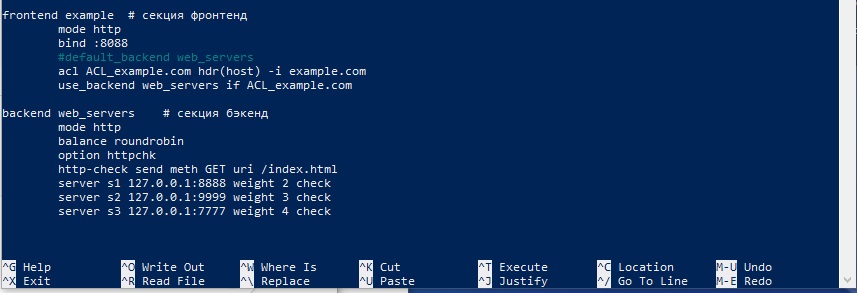 frontend example  # секция фронтенд
        mode http
        bind :8088
        #default_backend web_servers
        acl ACL_example.com hdr(host) -i example.com
        use_backend web_servers if ACL_example.com
backend web_servers    # секция бэкенд
        mode http
        balance roundrobin
        option httpchk
        http-check send meth GET uri /index.html
        server s1 127.0.0.1:8888 weight 2 check
        server s2 127.0.0.1:9999 weight 3 check
        server s3 127.0.0.1:7777 weight 4 check
^G Help ^O Write Out ^W Where Is ^K Cut ^T Execute ^C Location M-U Undo
^X Exit ^R Read File ^\ Replace ^U Paste ^J Justify ^/ Go To Line M-E Redo